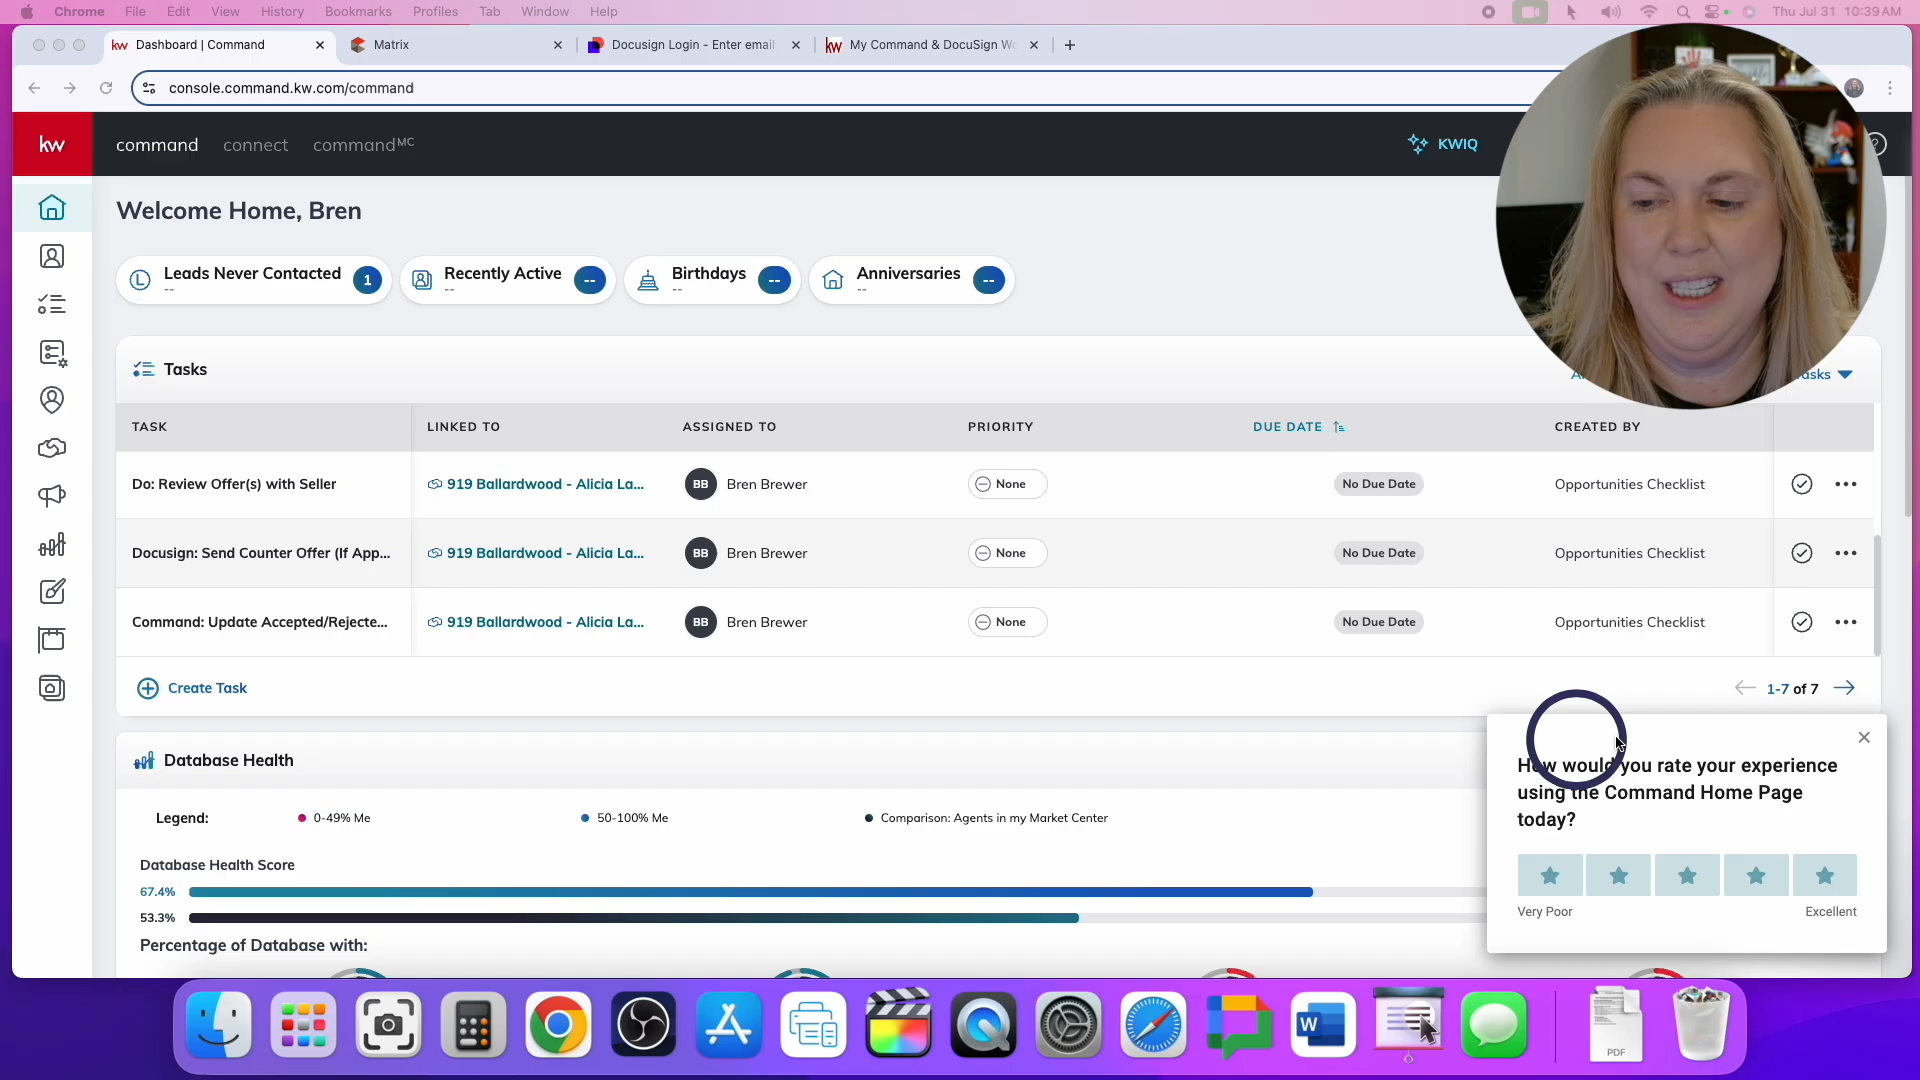 Chrome File Edit View History Bookmarks Profiles Tab Window Help Thu Jul 31 10:39 AM
kw Dashboard | Command Matrix Docusign Login - Enter email kw My Command & DocuSign Wo
console.command.kw.com/command
kw command connect commandMC KWIQ
Welcome Home, Bren
Leads Never Contacted 1 Recently Active -- Birthdays -- Anniversaries --
-- -- -- --
Tasks
TASK LINKED TO ASSIGNED TO PRIORITY DUE DATE CREATED BY
Do: Review Offer(s) with Seller 919 Ballardwood - Alicia La... BB Bren Brewer None No Due Date Opportunities Checklist
Docusign: Send Counter Offer (If App... 919 Ballardwood - Alicia La... BB Bren Brewer None No Due Date Opportunities Checklist
Command: Update Accepted/Rejecte... 919 Ballardwood - Alicia La... BB Bren Brewer None No Due Date Opportunities Checklist
Create Task 1-7 of 7
Database Health
Legend: 0-49% Me 50-100% Me Comparison: Agents in my Market Center
Database Health Score
67.4%
53.3%
Percentage of Database with:
How would you rate your experience
using the Command Home Page
today?
Very Poor Excellent
W
PDF